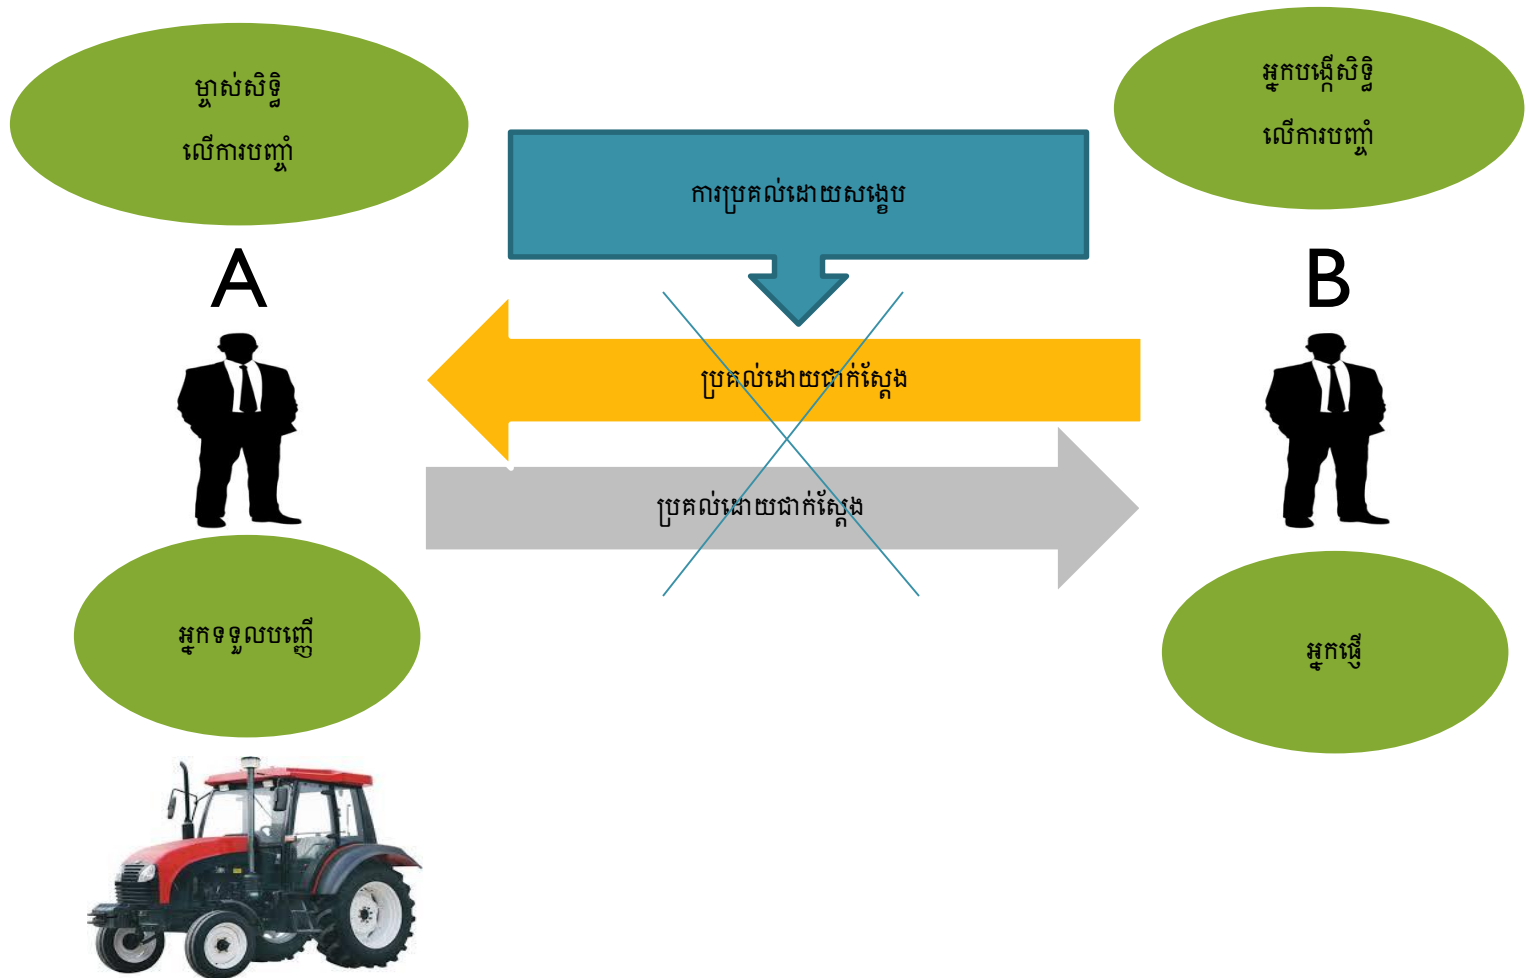 ម្ចាស់សិទ្ធិ
លើការបញ្ចាំ
អ្នកបង្កើសិទ្ធិ
លើការបញ្ចាំ
ការប្រគល់ដោយសង្ខេប
A
B
ប្រគល់ដោយជាក់ស្ដែង
ប្រគល់ដោយជាក់ស្ដែង
អ្នកទទួលបញ្ញើ
អ្នកផ្ញើ